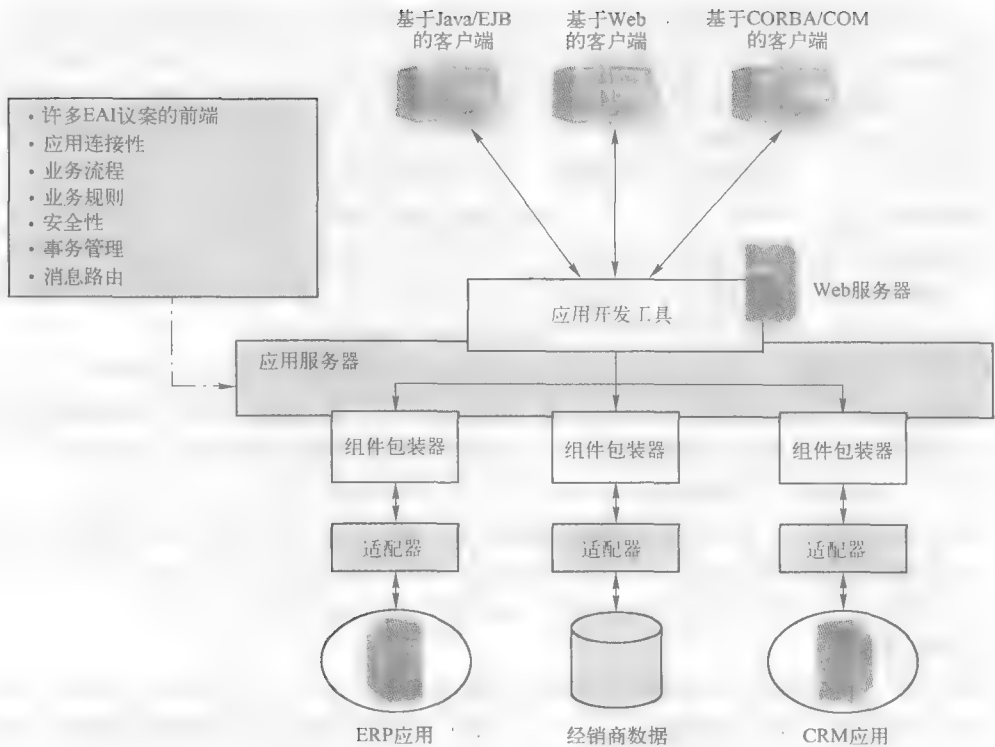 基于Java/EJB
的客户端
基于Web
的客户端
基于CORBA/COM
的客户端
• 许多EAI议案的前端
• 应用连接性
• 业务流程
• 业务规则
• 安全性
• 事务管理
• 消息路由
Web服务器
应用开发工具
应用服务器
组件包装器
组件包装器
组件包装器
适配器
适配器
适配器
ERP应用
经销商数据
CRM应用